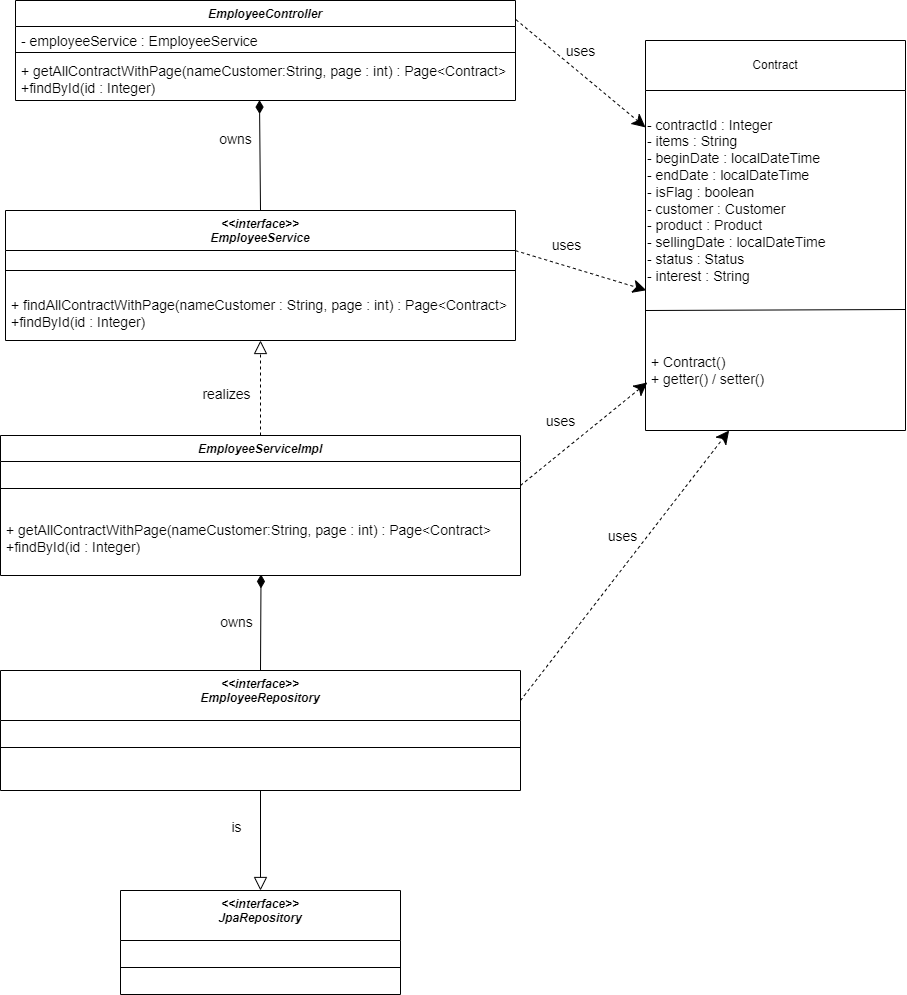 EmployeeController
- employeeService : EmployeeService
+ getAllContractWithPage(nameCustomer:String, page : int) : Page<Contract>
+findById(id : Integer)
uses
Contract
- contractId : Integer
- items : String
- beginDate : localDateTime
- endDate : localDateTime
- isFlag : boolean
- customer : Customer
- product : Product
- sellingDate : localDateTime
- status : Status
- interest : String
+ Contract()
+ getter() / setter()
owns
<<interface>>
EmployeeService
+ findAllContractWithPage(nameCustomer : String, page : int) : Page<Contract>
+findById(id : Integer)
uses
realizes
EmployeeServiceImpl
+ getAllContractWithPage(nameCustomer:String, page : int) : Page<Contract>
+findById(id : Integer)
uses
owns
uses
<<interface>>
EmployeeRepository
is
<<interface>>
JpaRepository